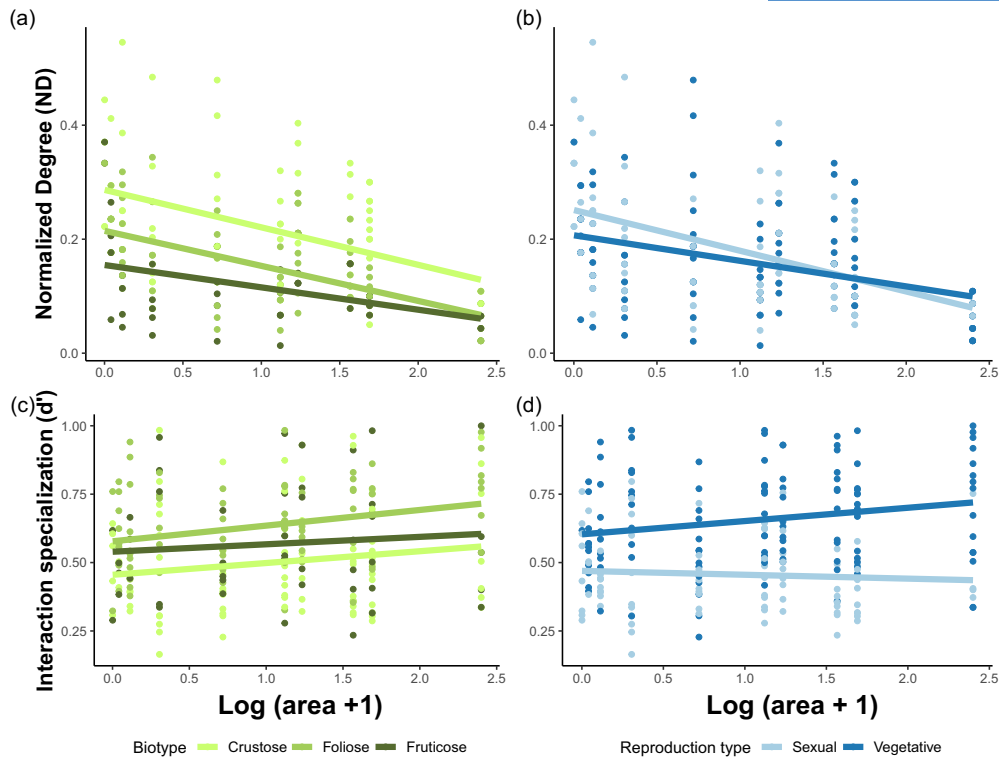 (a)
(b)
Normalized Degree (ND)
0.4
0.2
0.0
0.0 0.5 1.0 1.5 2.0 2.5
0.4
0.2
0.0
0.0 0.5 1.0 1.5 2.0 2.5
(c)
(d)
Interaction specialization (d')
1.00
0.75
0.50
0.25
0.0 0.5 1.0 1.5 2.0 2.5
Log (area +1)
1.00
0.75
0.50
0.25
0.0 0.5 1.0 1.5 2.0 2.5
Log (area + 1)
Biotype Crustose Foliose Fruticose
Reproduction type Sexual Vegetative